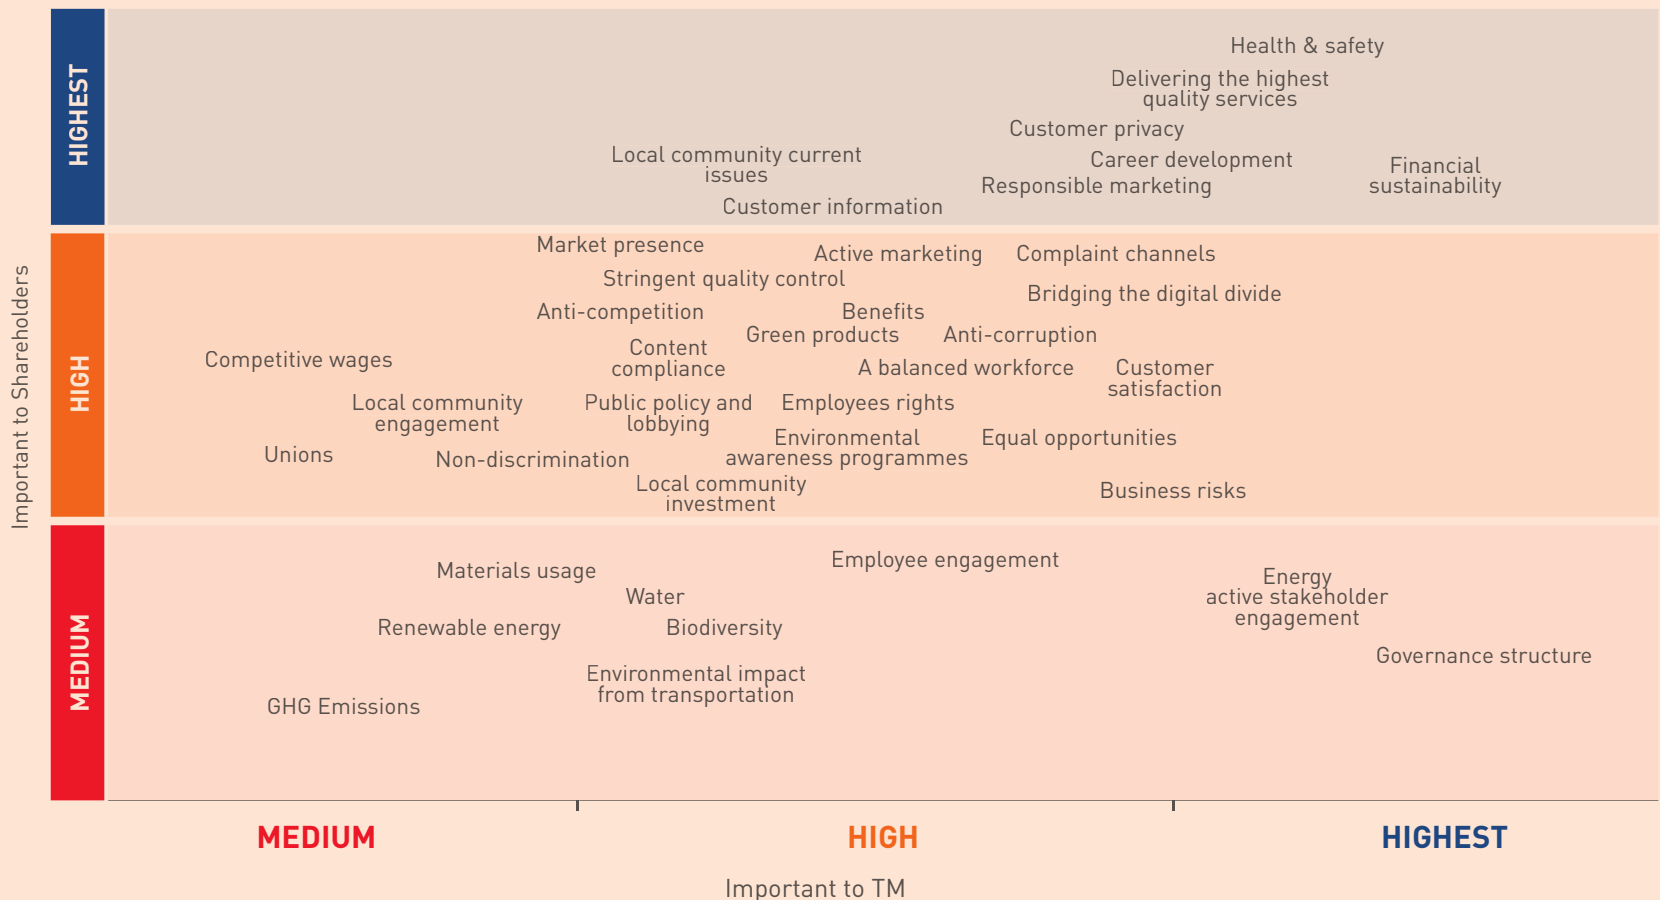 Important to Shareholders
HIGHEST
Health & safety
Delivering the highest
quality services
Customer privacy
Local community current
issues
Career development
Financial
sustainability
Responsible marketing
Customer information
HIGH
Market presence
Active marketing
Complaint channels
Stringent quality control
Bridging the digital divide
Anti-competition
Benefits
Green products
Anti-corruption
Competitive wages
Content
compliance
A balanced workforce
Customer
satisfaction
Local community
engagement
Public policy and
lobbying
Employees rights
Unions
Non-discrimination
Environmental
awareness programmes
Equal opportunities
Local community
investment
Business risks
MEDIUM
Employee engagement
Materials usage
Water
Energy
active stakeholder
engagement
Renewable energy
Biodiversity
Governance structure
Environmental impact
from transportation
GHG Emissions
MEDIUM
HIGH
HIGHEST
Important to TM